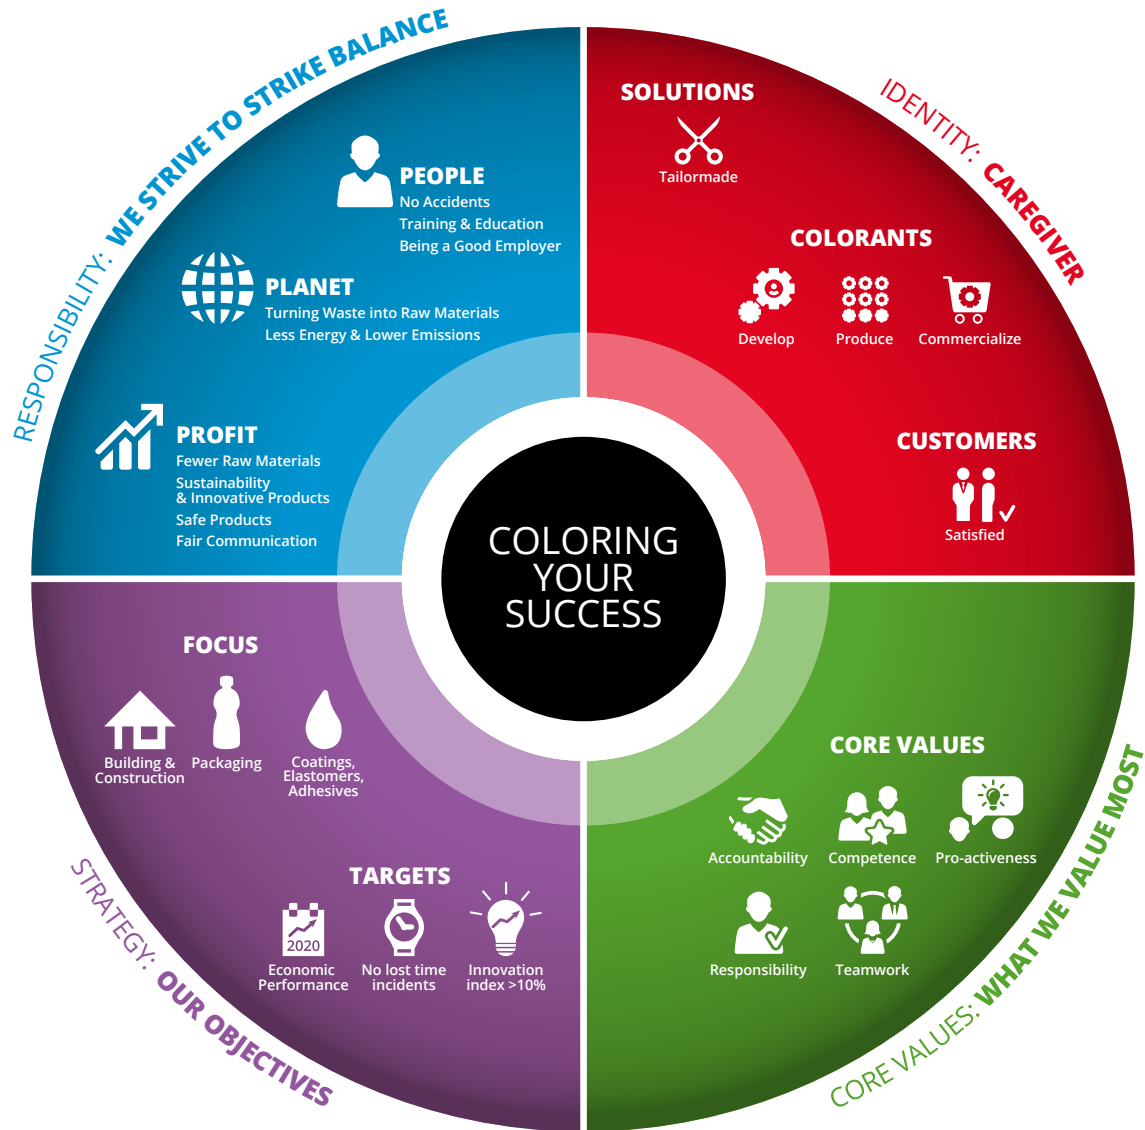 RESPONSIBILITY: WE STRIVE TO STRIKE BALANCE
PEOPLE
No Accidents
Training & Education
Being a Good Employer
PLANET
Turning Waste into Raw Materials
Less Energy & Lower Emissions
PROFIT
Fewer Raw Materials
Sustainability
& Innovative Products
Safe Products
Fair Communication
IDENTITY: CAREGIVER
SOLUTIONS
Tailormade
COLORANTS
Develop
Produce
Commercialize
CUSTOMERS
Satisfied
COLORING
YOUR
SUCCESS
STRATEGY: OUR OBJECTIVES
FOCUS
Building &
Construction
Packaging
Coatings,
Elastomers,
Adhesives
TARGETS
2020
Economic
Performance
No lost time
incidents
Innovation
index >10%
CORE VALUES: WHAT WE VALUE MOST
CORE VALUES
Accountability
Competence
Pro-activeness
Responsibility
Teamwork